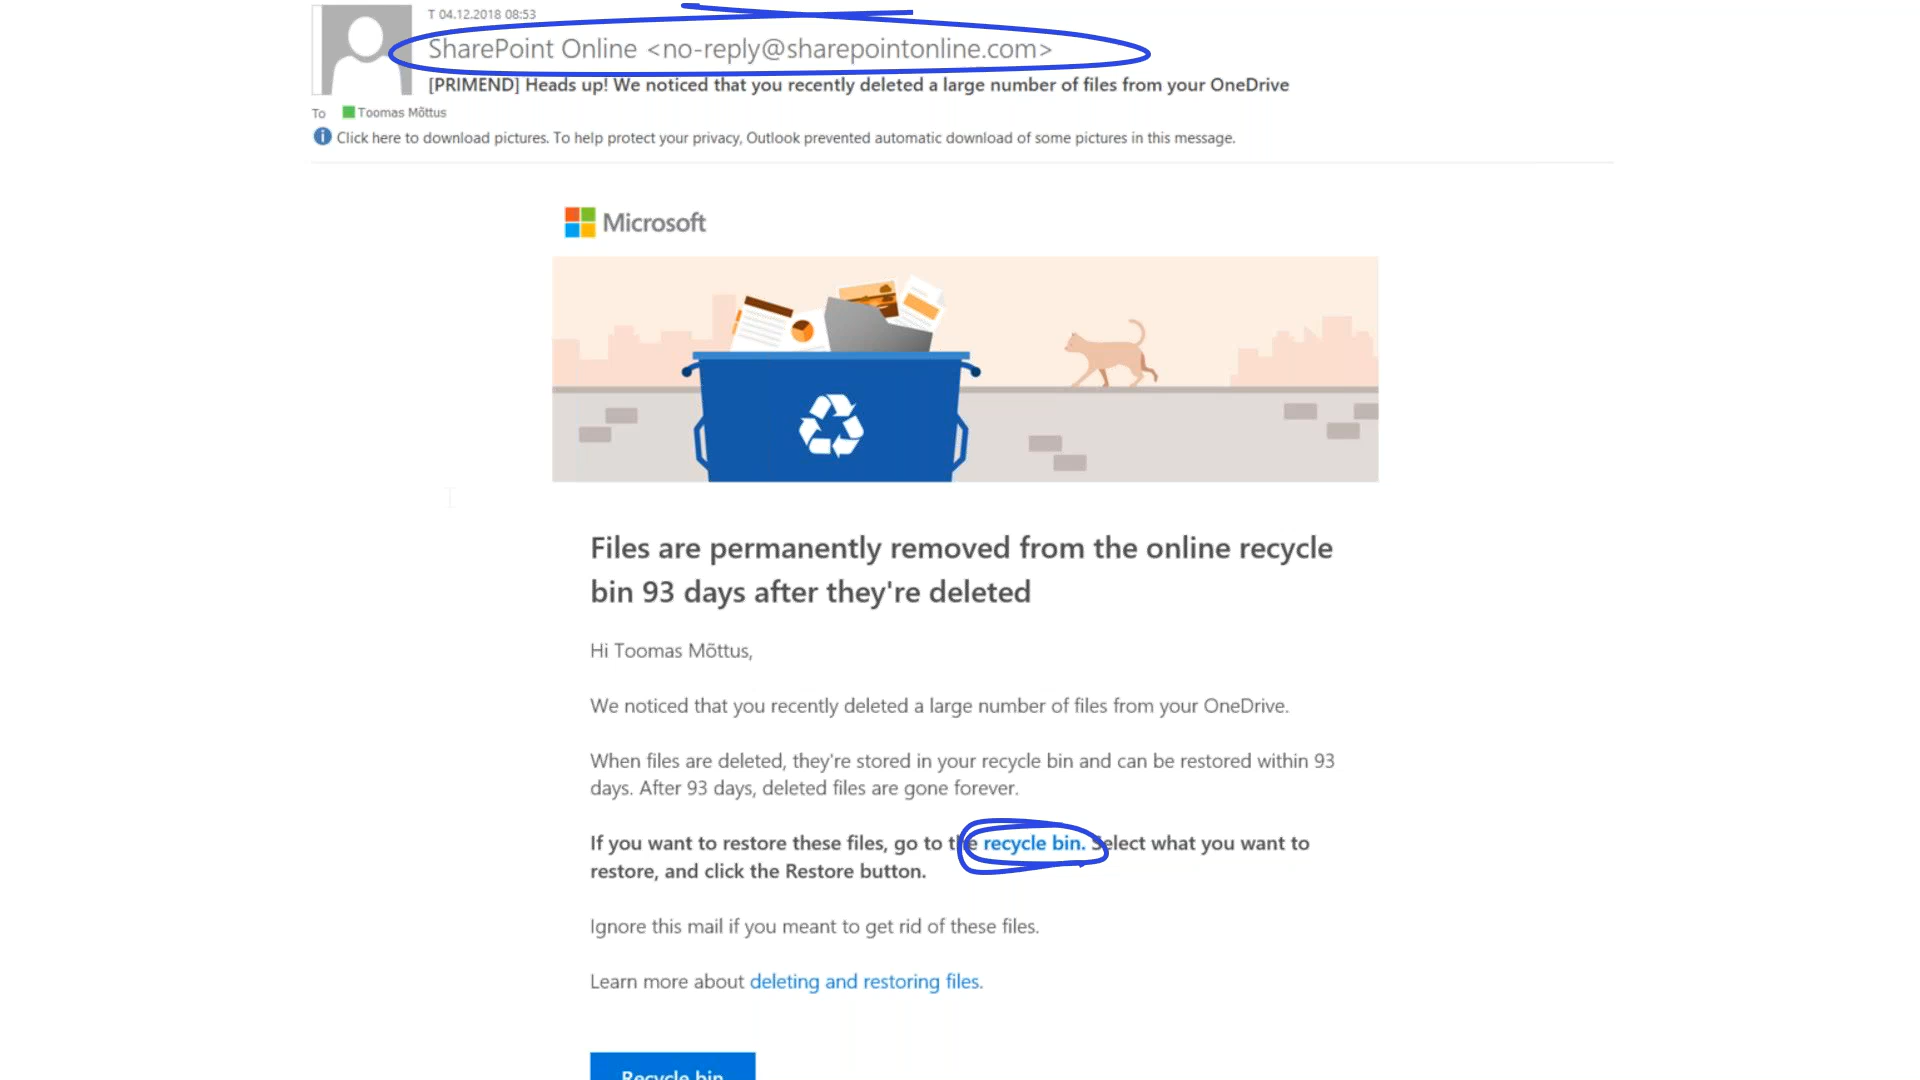 T 04.12.2018 08:53
SharePoint Online <no-reply@sharepointonline.com>
[PRIMEND] Heads up! We noticed that you recently deleted a large number of files from your OneDrive
To Toomas Mõttus
Click here to download pictures. To help protect your privacy, Outlook prevented automatic download of some pictures in this message.
Microsoft
Files are permanently removed from the online recycle
bin 93 days after they're deleted
Hi Toomas Mõttus,
We noticed that you recently deleted a large number of files from your OneDrive.
When files are deleted, they're stored in your recycle bin and can be restored within 93
days. After 93 days, deleted files are gone forever.
If you want to restore these files, go to the recycle bin. Select what you want to
restore, and click the Restore button.
Ignore this mail if you meant to get rid of these files.
Learn more about deleting and restoring files.
Recycle bin